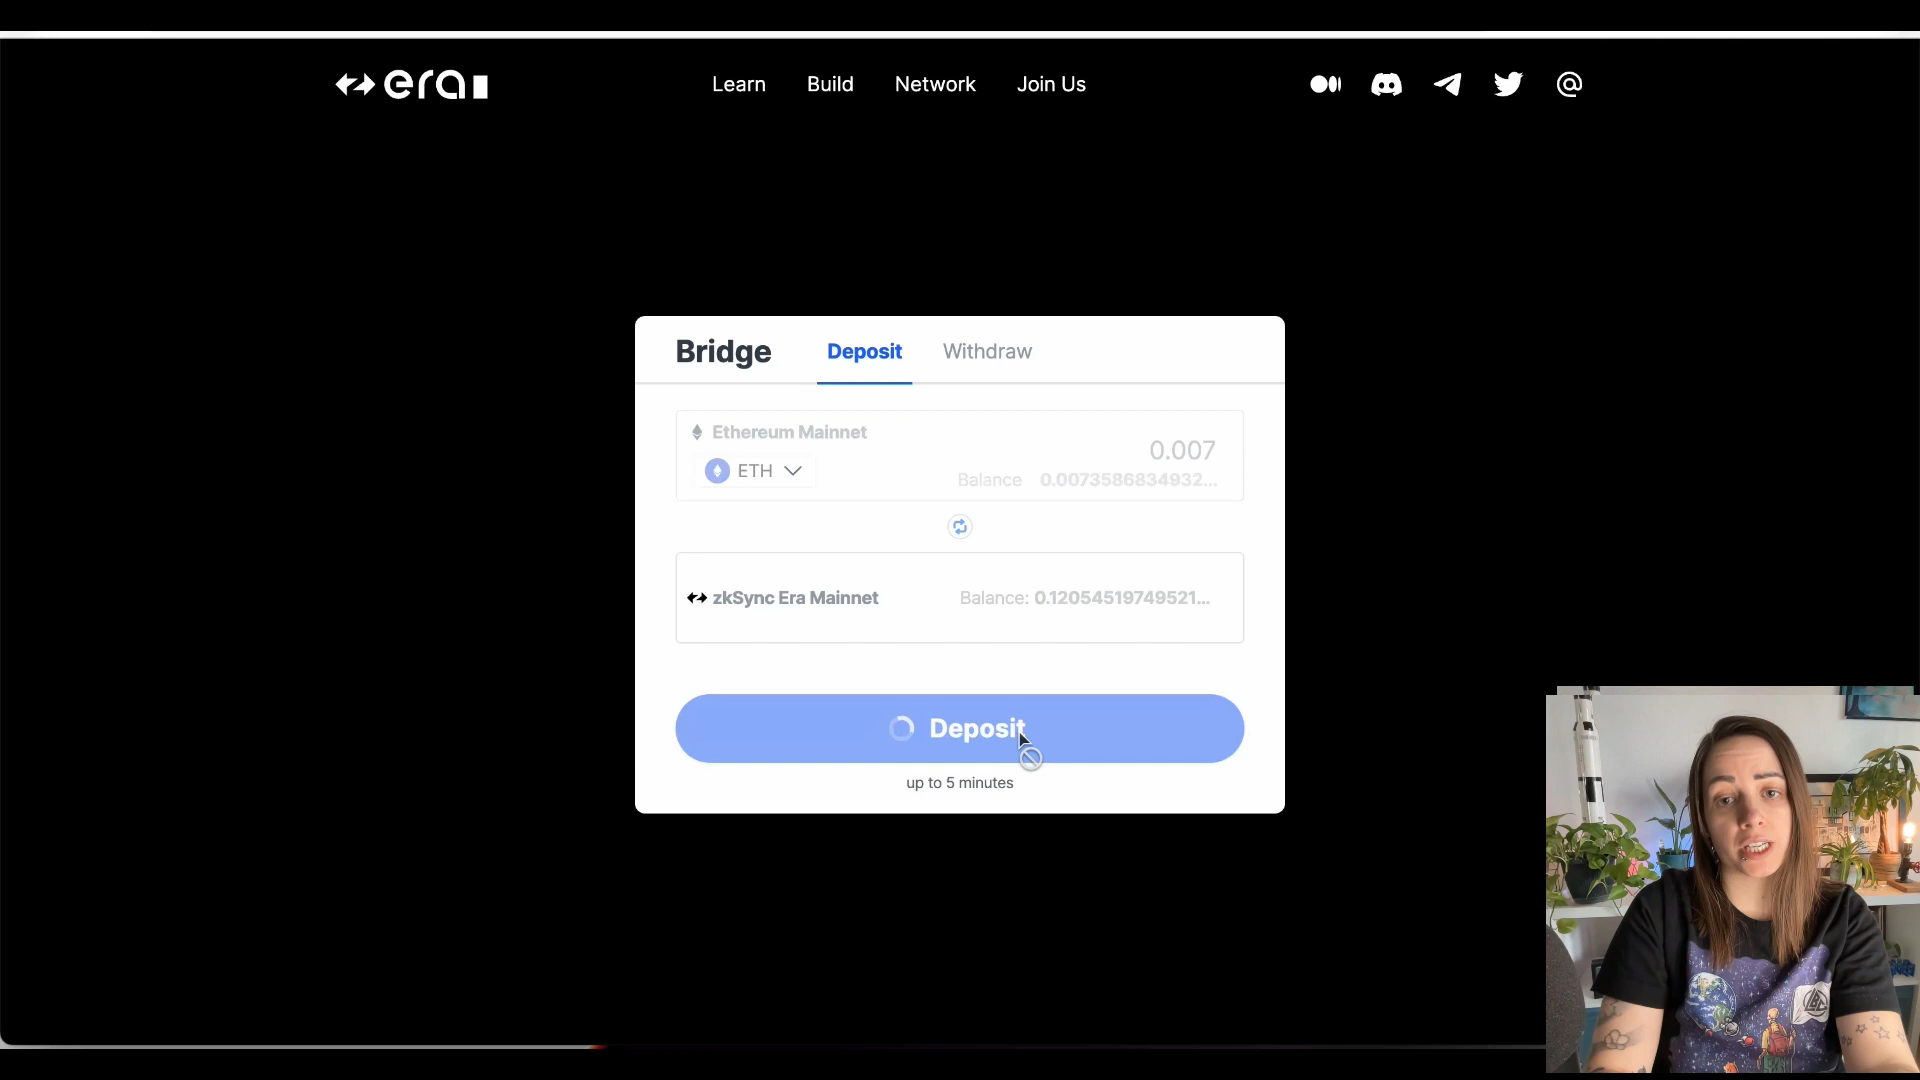 era
Learn Build Network Join Us
Bridge Deposit Withdraw
Ethereum Mainnet
0.007
ETH
Balance 0.0073586834932...
zkSync Era Mainnet Balance: 0.12054519749521...
Deposit
up to 5 minutes